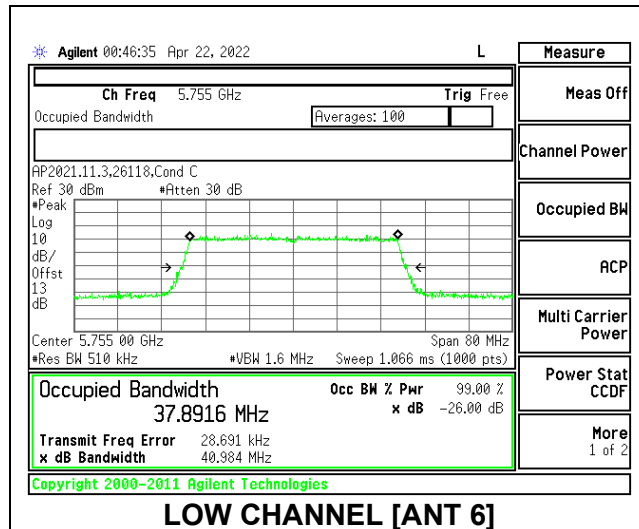 Agilent 00:46:35 Apr 22, 2022 L Measure
Ch Freq 5.755 GHz Trig Free
Meas Off
Occupied Bandwidth Averages: 100
Channel Power
AP2021.11.3,26118,Cond C
Ref 30 dBm #Atten 30 dB
#Peak
Log
10
dB/
Offst
13
dB
Occupied BW
ACP
Multi Carrier
Power
Center 5.755 00 GHz Span 80 MHz
#Res BW 510 kHz #VBW 1.6 MHz Sweep 1.066 ms (1000 pts)
Power Stat
CCDF
Occupied Bandwidth Occ BW % Pwr 99.00 %
37.8916 MHz x dB -26.00 dB
Transmit Freq Error 28.691 kHz
x dB Bandwidth 40.984 MHz
More
1 of 2
Copyright 2000-2011 Agilent Technologies
LOW CHANNEL [ANT 6]